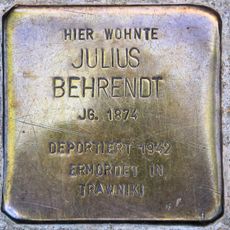 HIER WOHNTE
JULIUS
BEHRENDT
JG. 1874
DEPORTIERT 1942
ERMORDET IN
TRAWNIKI